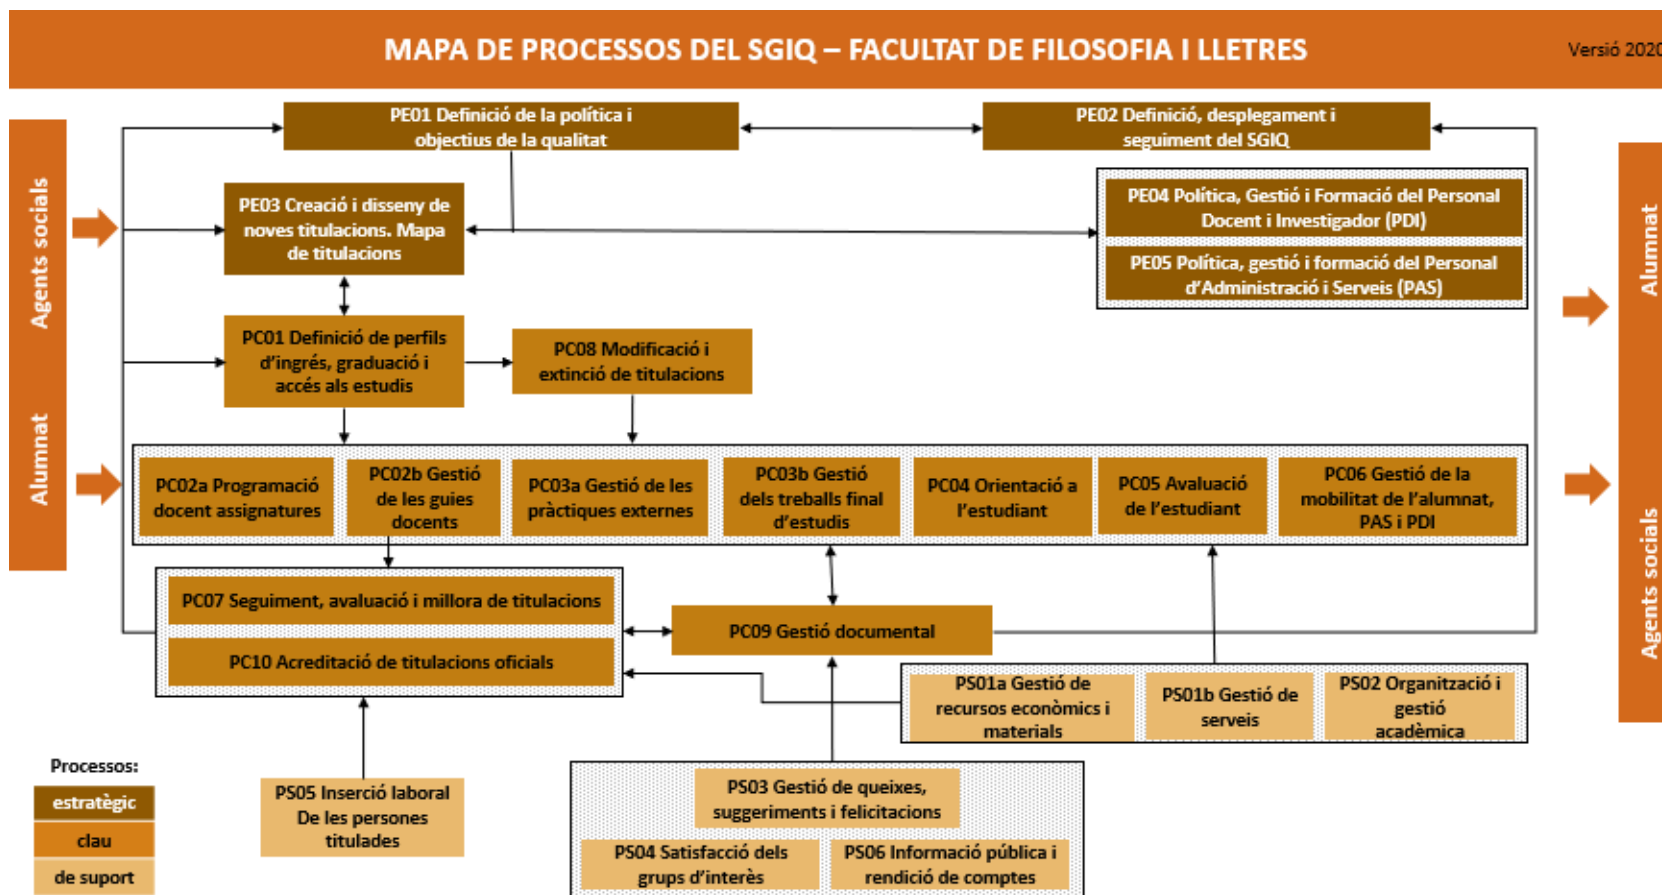 MAPA DE PROCESSOS DEL SGIQ – FACULTAT DE FILOSOFIA I LLETRES
Versió 2020
Agents socials
Alumnat
PE01 Definició de la política i
objectius de la qualitat
PE02 Definició, desplegament i
seguiment del SGIQ
PE03 Creació i disseny de
noves titulacions. Mapa
de titulacions
PE04 Política, Gestió i Formació del Personal
Docent i Investigador (PDI)
PE05 Política, gestió i formació del Personal
d’Administració i Serveis (PAS)
PC01 Definició de perfils
d’ingrés, graduació i
accés als estudis
PC08 Modificació i
extinció de titulacions
PC02a Programació
docent assignatures
PC02b Gestió
de les guies
docents
PC03a Gestió de les
pràctiques externes
PC03b Gestió
dels treballs final
d’estudis
PC04 Orientació a
l’estudiant
PC05 Avaluació
de l’estudiant
PC06 Gestió de la
mobilitat de l’alumnat,
PAS i PDI
PC07 Seguiment, avaluació i millora de titulacions
PC10 Acreditació de titulacions oficials
PC09 Gestió documental
PS01a Gestió de
recursos econòmics i
materials
PS01b Gestió de
serveis
PS02 Organització i
gestió
acadèmica
PS05 Inserció laboral
De les persones
titulades
PS03 Gestió de queixes,
suggeriments i felicitacions
PS04 Satisfacció dels
grups d’interès
PS06 Informació pública i
rendició de comptes
Processos:
estratègic
clau
de suport
Alumnat
Agents socials